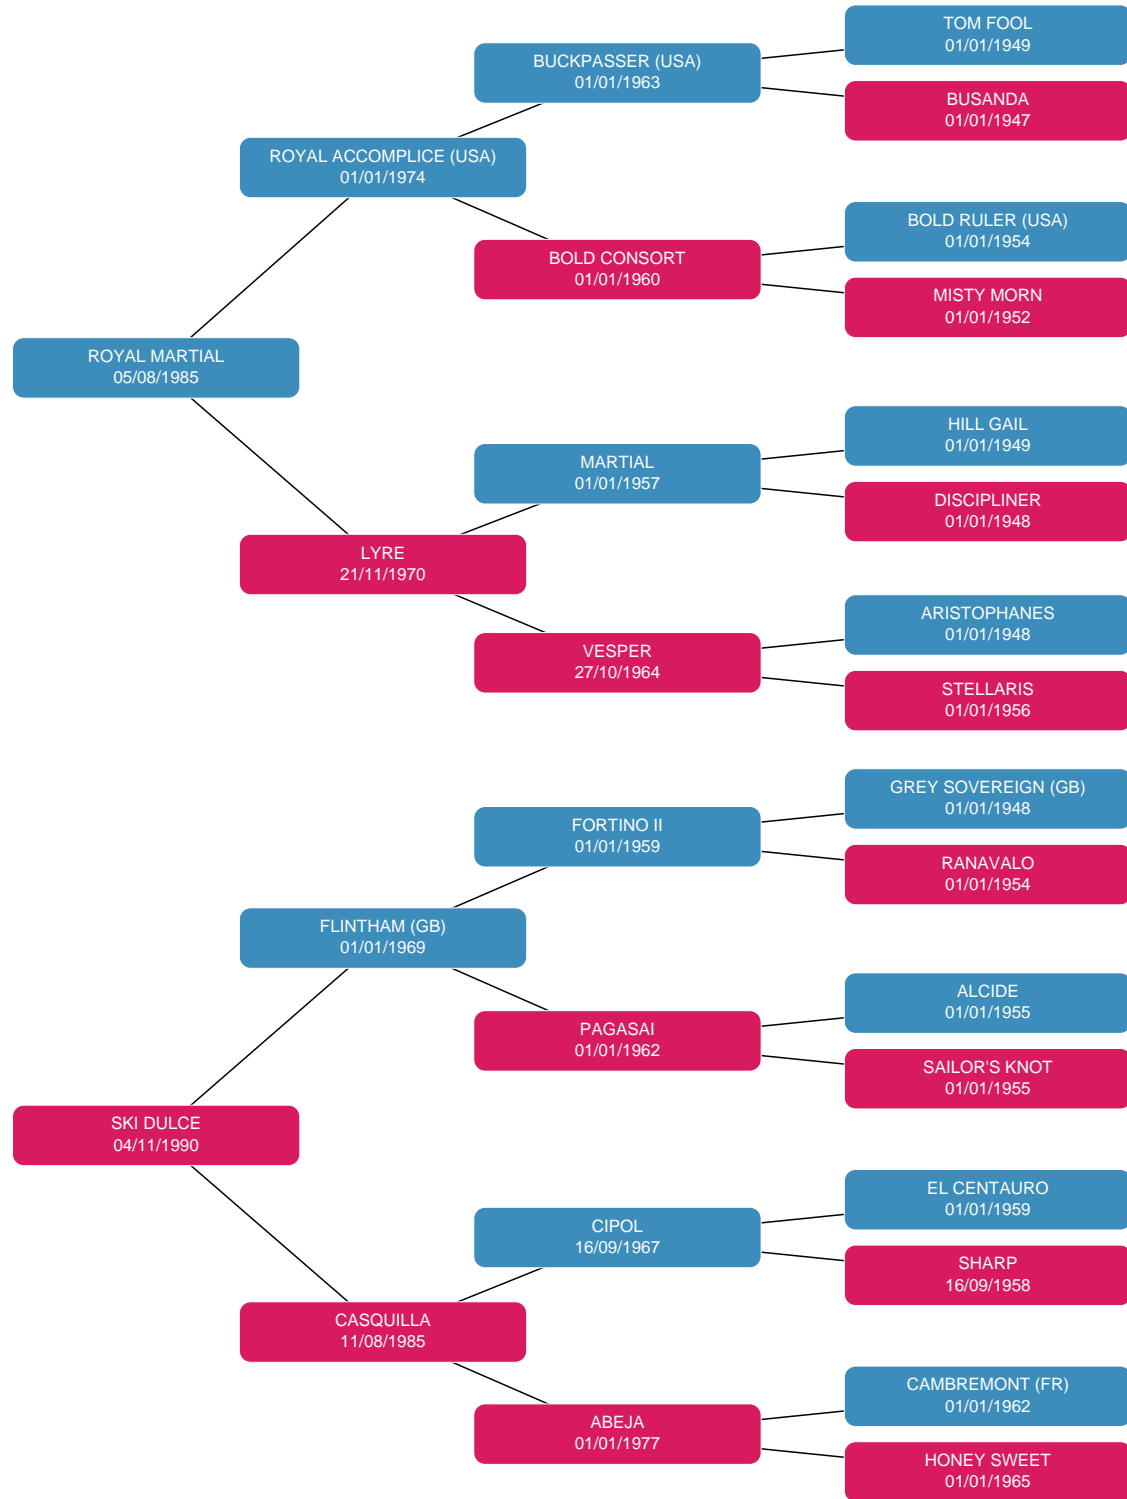 TOM FOOL
01/01/1949
BUCKPASSER (USA)
01/01/1963
BUSANDA
01/01/1947
ROYAL ACCOMPLICE (USA)
01/01/1974
BOLD RULER (USA)
01/01/1954
BOLD CONSORT
01/01/1960
MISTY MORN
01/01/1952
ROYAL MARTIAL
05/08/1985
HILL GAIL
01/01/1949
MARTIAL
01/01/1957
DISCIPLINER
01/01/1948
LYRE
21/11/1970
ARISTOPHANES
01/01/1948
VESPER
27/10/1964
STELLARIS
01/01/1956
GREY SOVEREIGN (GB)
01/01/1948
FORTINO II
01/01/1959
RANAVALO
01/01/1954
FLINTHAM (GB)
01/01/1969
ALCIDE
01/01/1955
PAGASAI
01/01/1962
SAILOR'S KNOT
01/01/1955
SKI DULCE
04/11/1990
EL CENTAURO
01/01/1959
CIPOL
16/09/1967
SHARP
16/09/1958
CASQUILLA
11/08/1985
CAMBREMONT (FR)
01/01/1962
ABEJA
01/01/1977
HONEY SWEET
01/01/1965